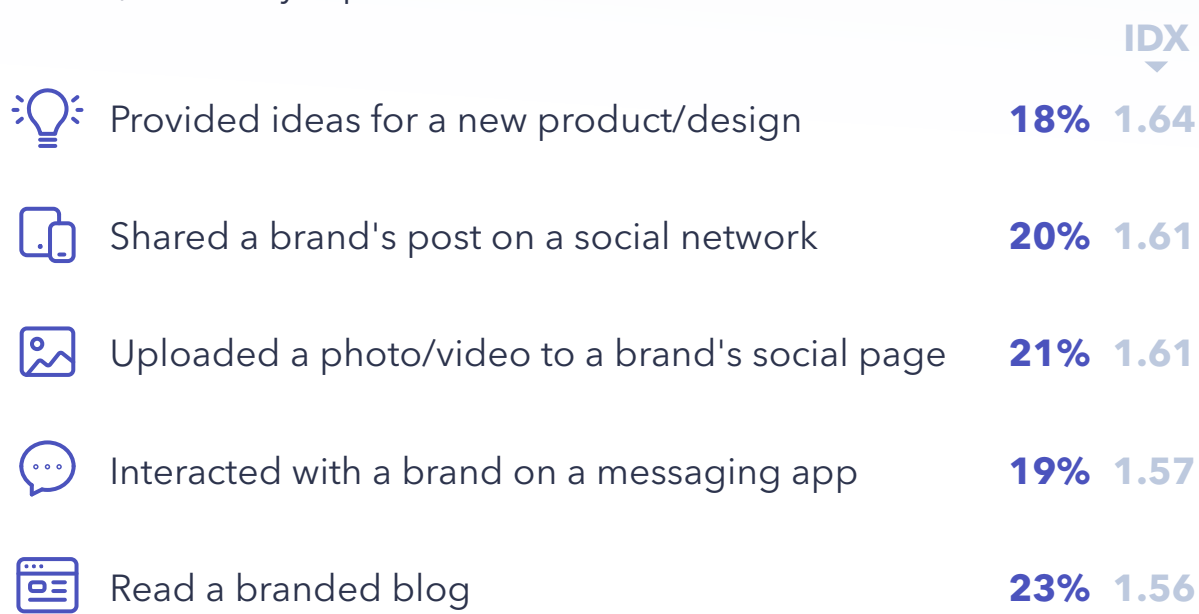 IDX
Provided ideas for a new product/design 18% 1.64
Shared a brand's post on a social network 20% 1.61
Uploaded a photo/video to a brand's social page 21% 1.61
Interacted with a brand on a messaging app 19% 1.57
Read a branded blog 23% 1.56